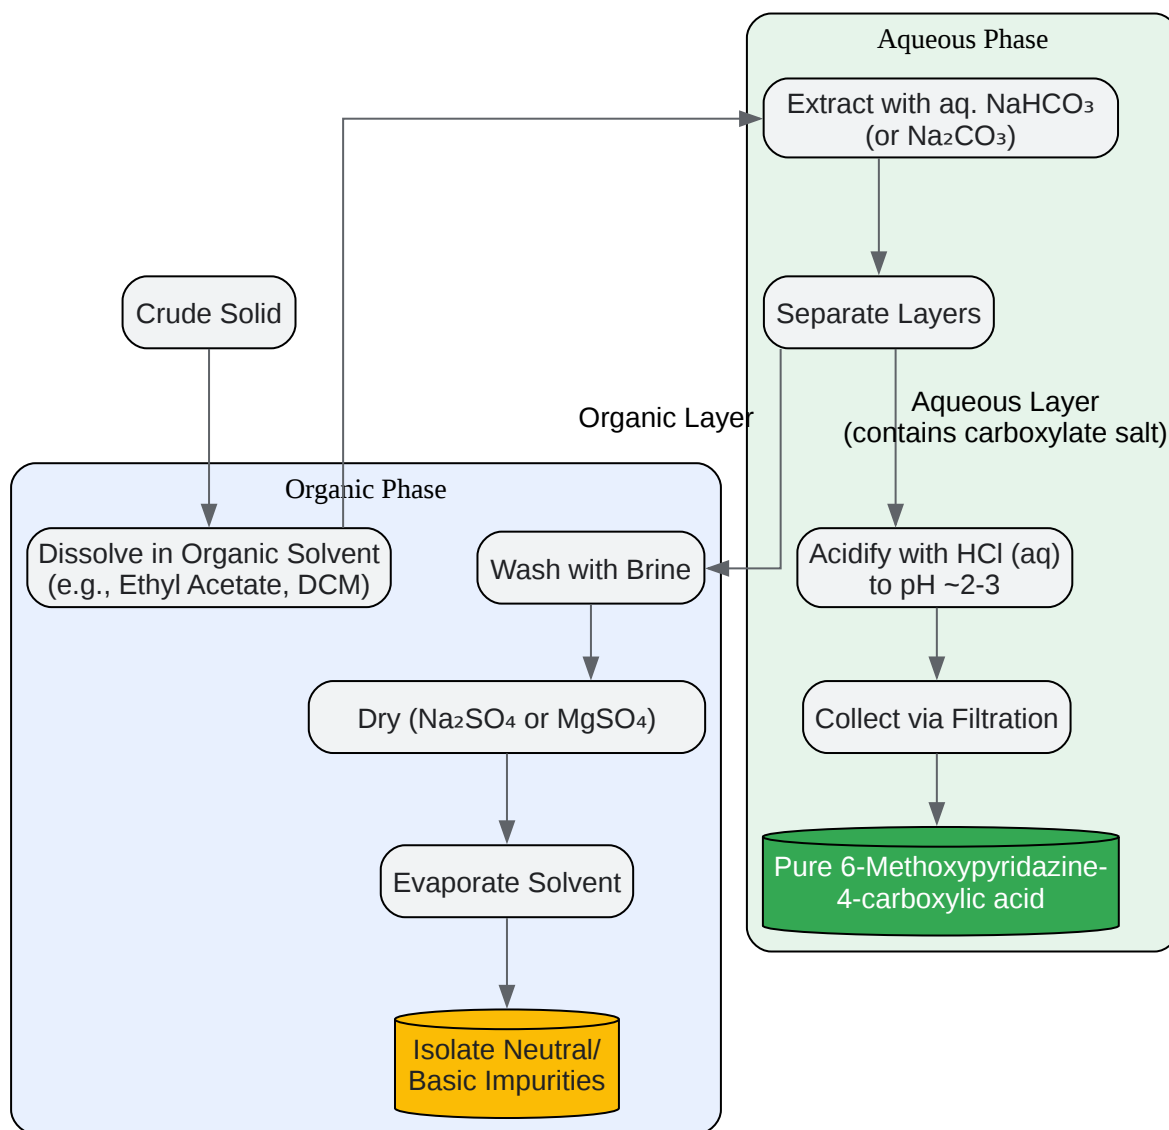 Aqueous Phase
Extract with aq. NaHCO₃
(or Na₂CO₃)
Crude Solid
Separate Layers
Organic Layer
Aqueous Layer
(contains carboxylate salt)
Organic Phase
Dissolve in Organic Solvent
(e.g., Ethyl Acetate, DCM)
Wash with Brine
Acidify with HCl (aq)
to pH ~2-3
Dry (Na₂SO₄ or MgSO₄)
Collect via Filtration
Evaporate Solvent
Pure 6-Methoxypyridazine-
4-carboxylic acid
Isolate Neutral/
Basic Impurities